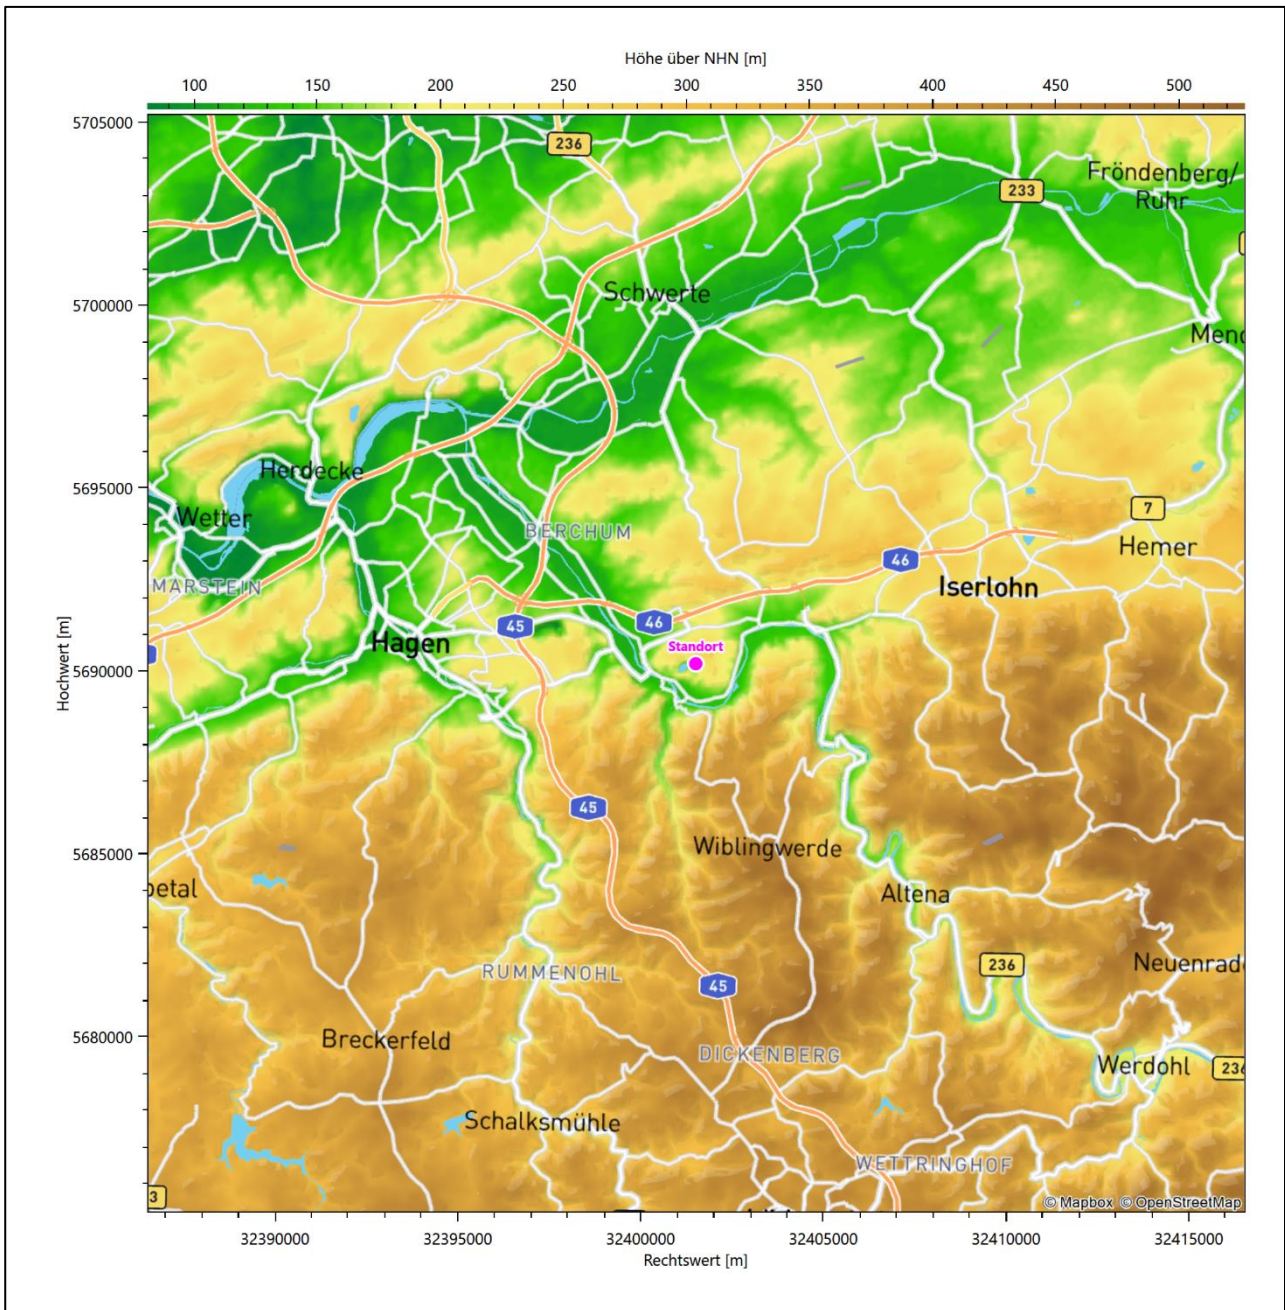 Höhe über NHN [m]
100 150 200 250 300 350 400 450 500
5705000
236
Fröndenberg/
Ruhr
233
5700000
Schwerte
Mend
5695000
Herdecke
Wetter
7
BERCHUM
Hemer
46
MARSTEIN
Iserlohn
45
46
Hagen
Standort
5690000
Hochwert [m]
45
5685000
Wiblingwerde
petal
Altena
236
Neuenrade
RUMMENOHL
45
5680000
Breckerfeld
DICKENBERG
Werdohl
236
Schalksmühle
WETTRINGHOF
3
© Mapbox © OpenStreetMap
32390000 32395000 32400000 32405000 32410000 32415000
Rechtswert [m]